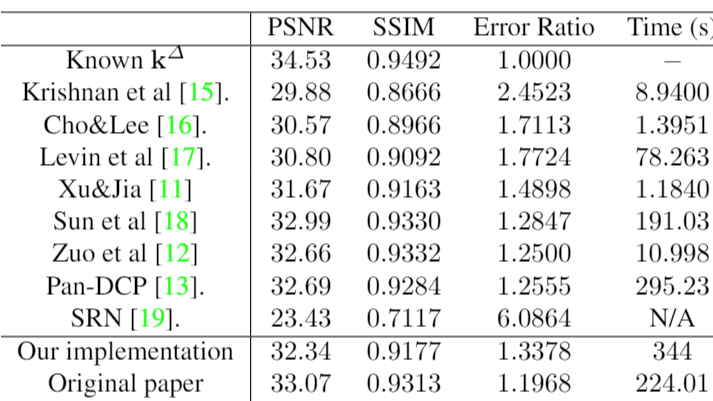 PSNR SSIM Error Ratio Time (s)
Known k^Δ 34.53 0.9492 1.0000 −
Krishnan et al [15]. 29.88 0.8666 2.4523 8.9400
Cho&Lee [16]. 30.57 0.8966 1.7113 1.3951
Levin et al [17]. 30.80 0.9092 1.7724 78.263
Xu&Jia [11] 31.67 0.9163 1.4898 1.1840
Sun et al [18] 32.99 0.9330 1.2847 191.03
Zuo et al [12] 32.66 0.9332 1.2500 10.998
Pan-DCP [13]. 32.69 0.9284 1.2555 295.23
SRN [19]. 23.43 0.7117 6.0864 N/A
Our implementation 32.34 0.9177 1.3378 344
Original paper 33.07 0.9313 1.1968 224.01